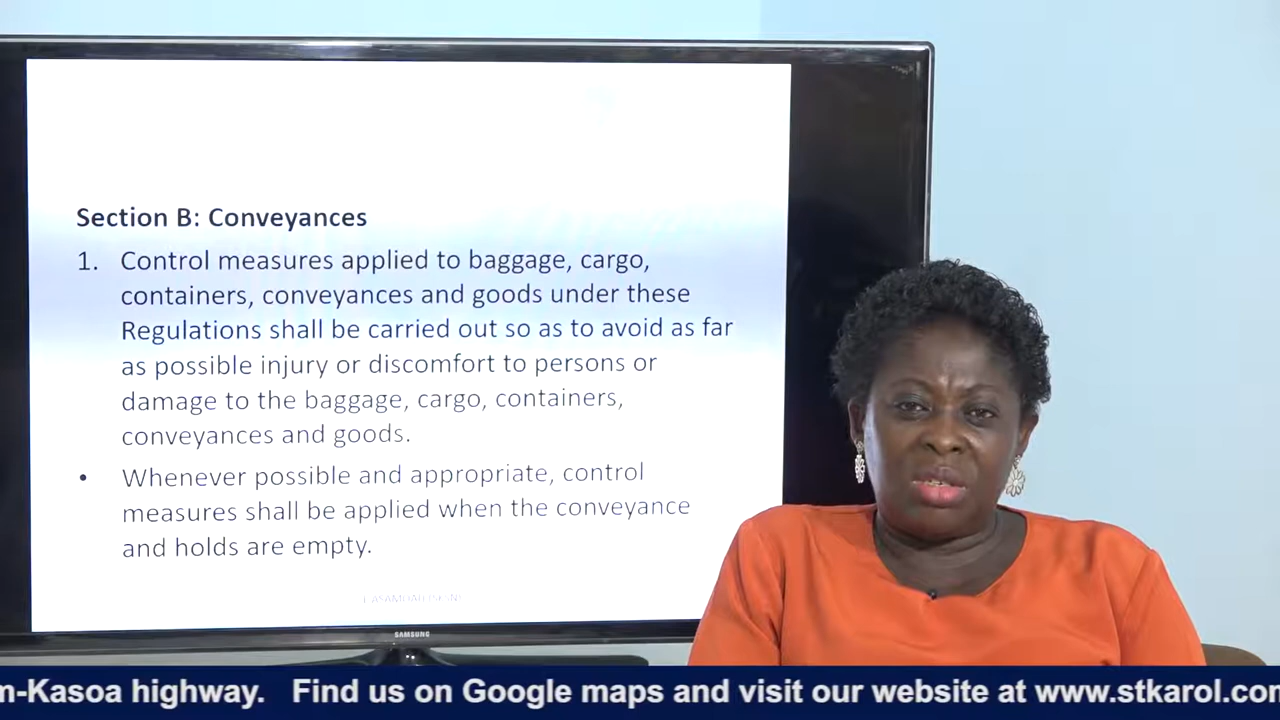 Section B: Conveyances
1. Control measures applied to baggage, cargo,
containers, conveyances and goods under these
Regulations shall be carried out so as to avoid as far
as possible injury or discomfort to persons or
damage to the baggage, cargo, containers,
conveyances and goods.
• Whenever possible and appropriate, control
measures shall be applied when the conveyance
and holds are empty.
SAMSUNG
m-Kasoa highway. Find us on Google maps and visit our website at www.stkarol.com